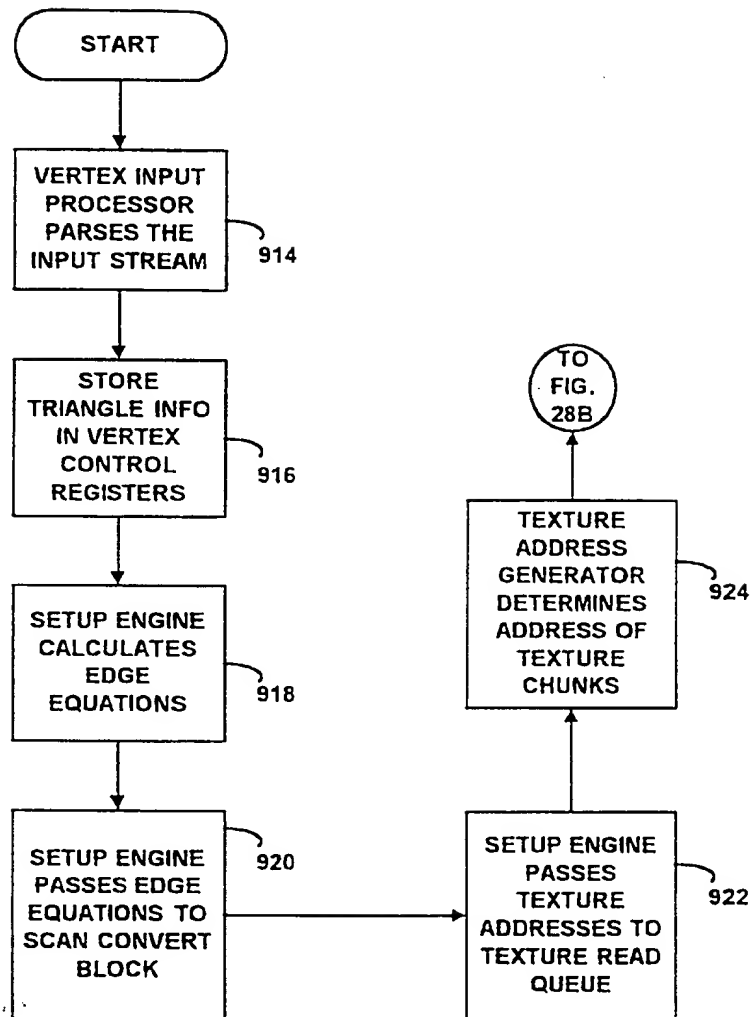 START
VERTEX INPUT
PROCESSOR
PARSES THE
INPUT STREAM
914
STORE
TRIANGLE INFO
IN VERTEX
CONTROL
REGISTERS
916
SETUP ENGINE
CALCULATES
EDGE
EQUATIONS
918
SETUP ENGINE
PASSES EDGE
EQUATIONS TO
SCAN CONVERT
BLOCK
920
SETUP ENGINE
PASSES
TEXTURE
ADDRESSES TO
TEXTURE READ
QUEUE
922
TEXTURE
ADDRESS
GENERATOR
DETERMINES
ADDRESS OF
TEXTURE
CHUNKS
924
TO
FIG.
28B